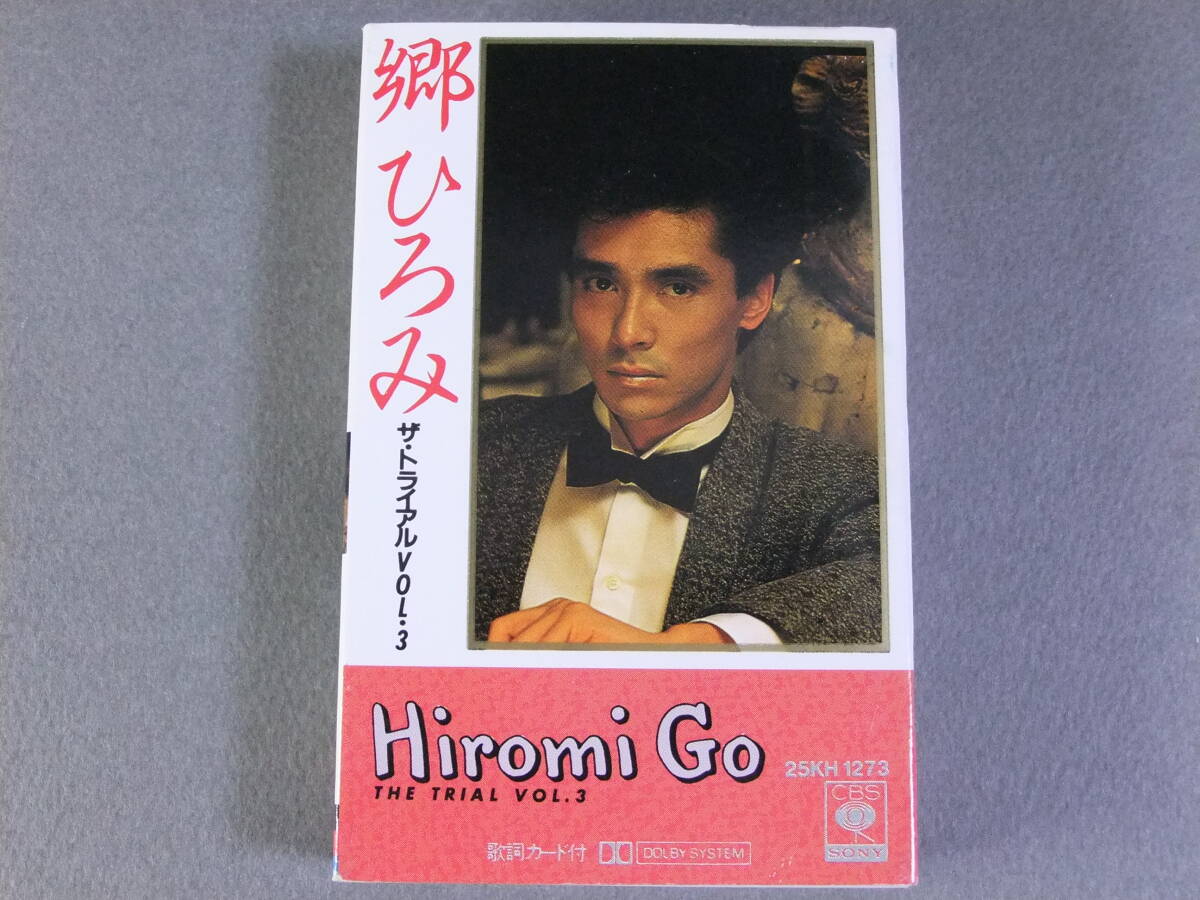 郷ひろみ
ザ・トライアルVOL.3
Hiromi Go
THE TRIAL VOL.3
25KH 1273
CBS
SONY
歌詞カード付
DOLBY SYSTEM